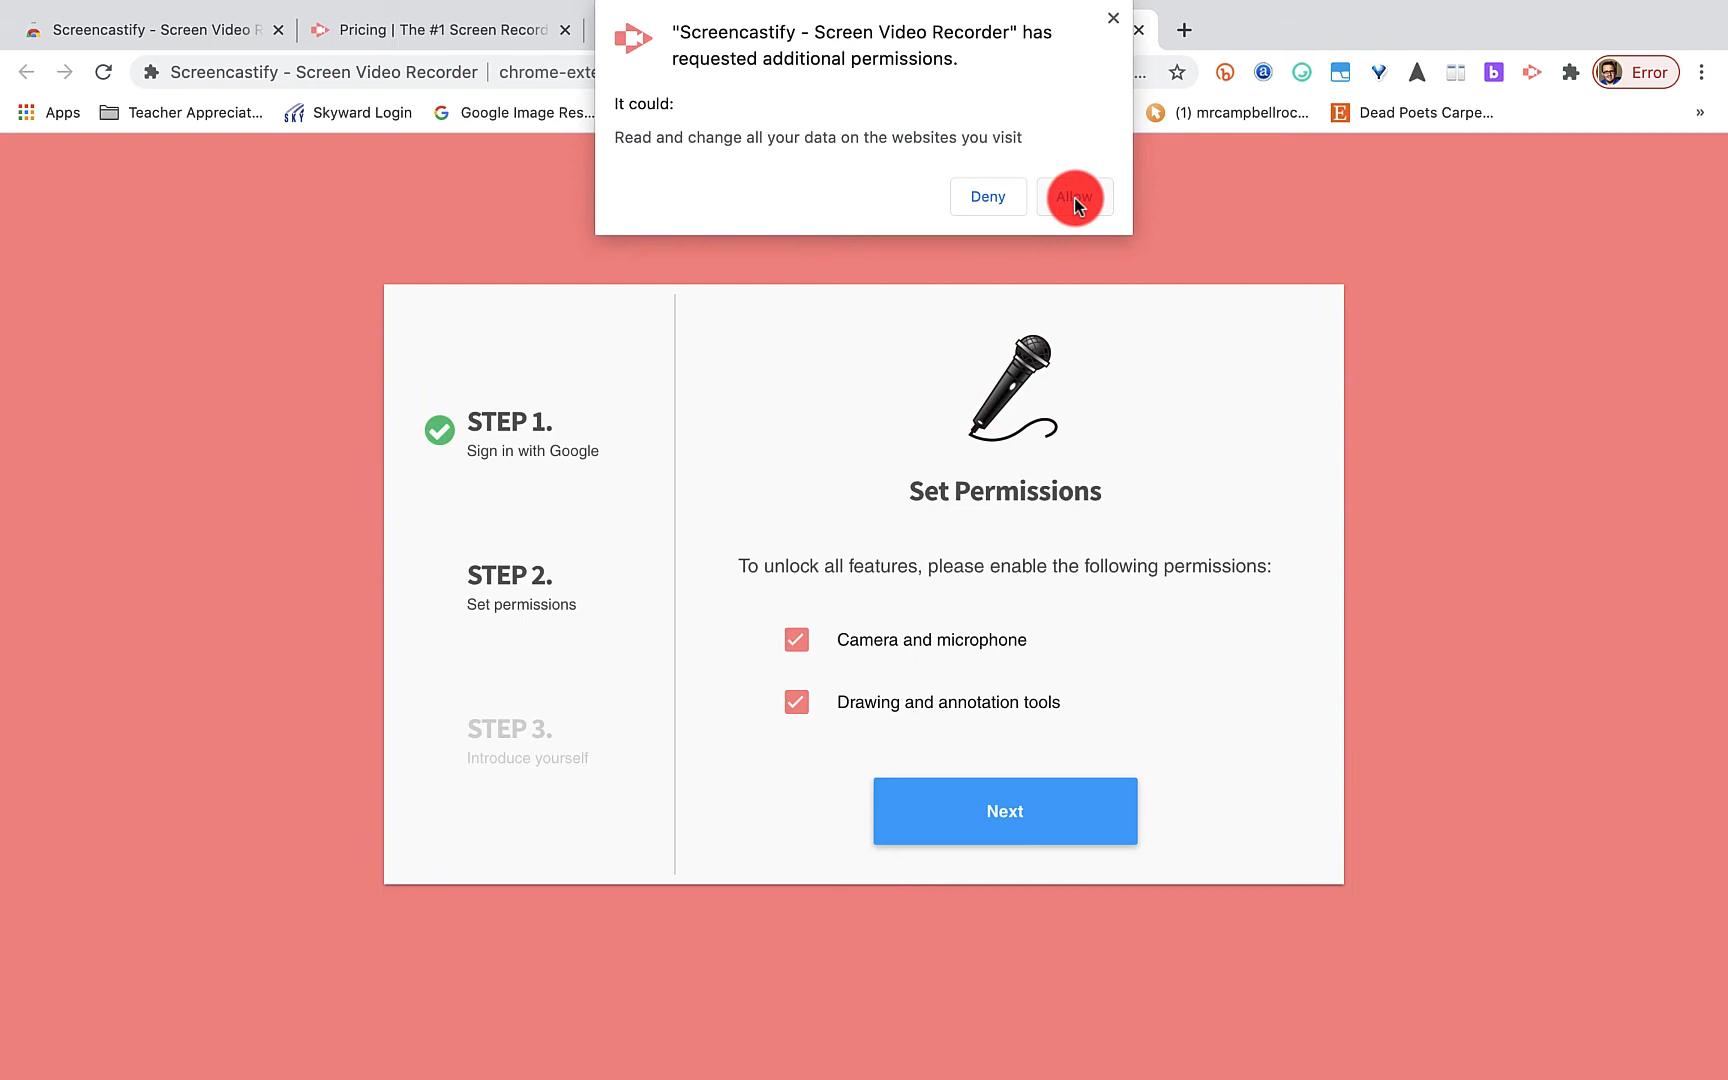 Screencastify - Screen Video R
Pricing | The #1 Screen Record
Screencastify - Screen Video Recorder
chrome-exte
...
Error
Apps
Teacher Appreciat...
Skyward Login
Google Image Res...
(1) mrcampbellroc...
Dead Poets Carpe...
"Screencastify - Screen Video Recorder" has
requested additional permissions.
It could:
Read and change all your data on the websites you visit
Deny
Allow
STEP 1.
Sign in with Google
STEP 2.
Set permissions
STEP 3.
Introduce yourself
Set Permissions
To unlock all features, please enable the following permissions:
Camera and microphone
Drawing and annotation tools
Next